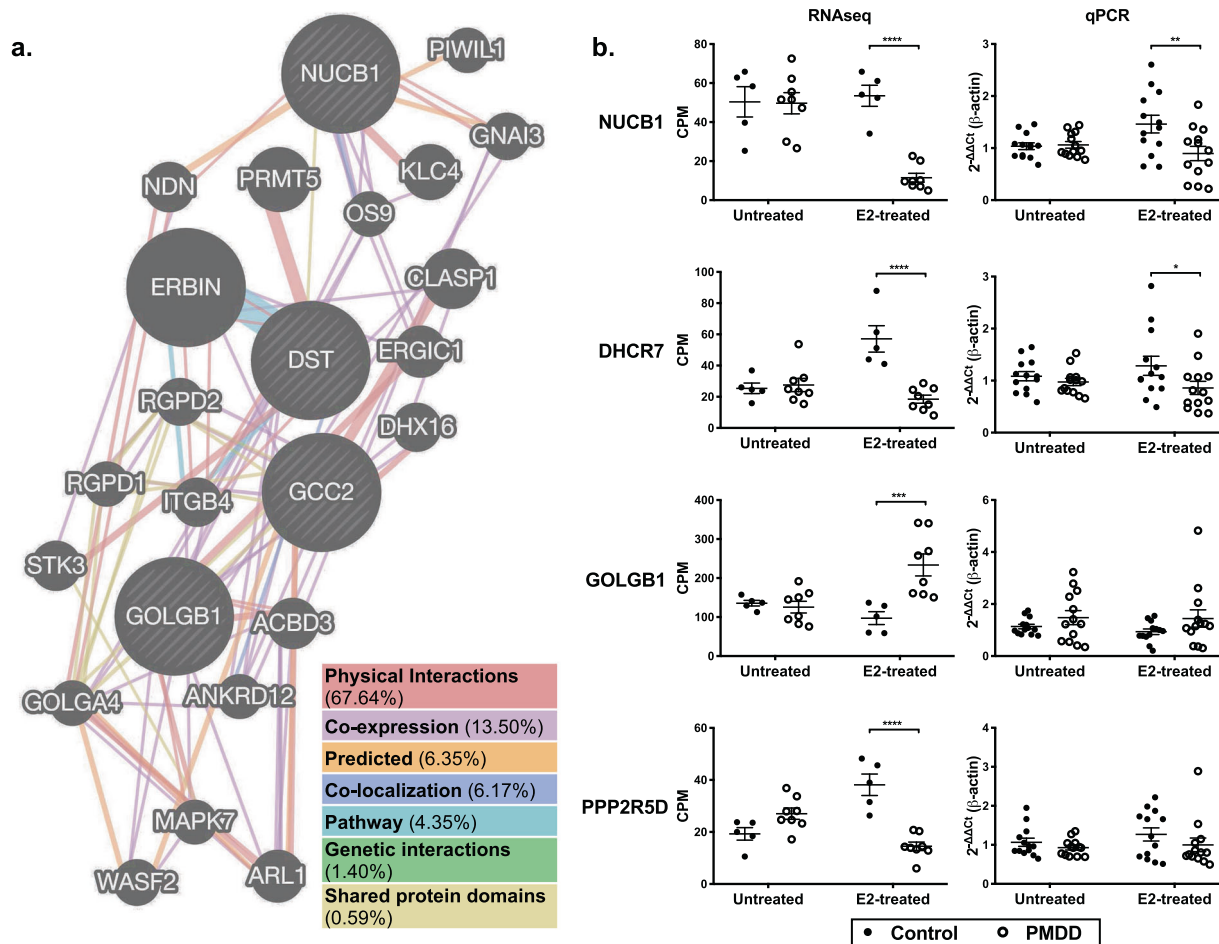 a.
NUCB1
PIWIL1
GNAI3
NDN
PRMT5
KLC4
OS9
ERBIN
CLASP1
DST
ERGIC1
RGPD2
DHX16
RGPD1
ITGB4
GCC2
STK3
GOLGB1
ACBD3
GOLGA4
ANKRD12
MAPK7
WASF2
ARL1
Physical Interactions
(67.64%)
Co-expression (13.50%)
Predicted (6.35%)
Co-localization (6.17%)
Pathway (4.35%)
Genetic interactions
(1.40%)
Shared protein domains
(0.59%)
b.
RNAseq
qPCR
NUCB1
CPM
80
60
40
20
0
****
Untreated
E2-treated
2-ΔΔCt (β-actin)
3
2
1
0
**
Untreated
E2-treated
DHCR7
CPM
100
80
60
40
20
0
****
Untreated
E2-treated
2-ΔΔCt (β-actin)
3
2
1
0
*
Untreated
E2-treated
GOLGB1
CPM
400
300
200
100
0
***
Untreated
E2-treated
2-ΔΔCt (β-actin)
6
4
2
0
Untreated
E2-treated
PPP2R5D
CPM
60
40
20
0
****
Untreated
E2-treated
2-ΔΔCt (β-actin)
4
3
2
1
0
Untreated
E2-treated
Control
PMDD